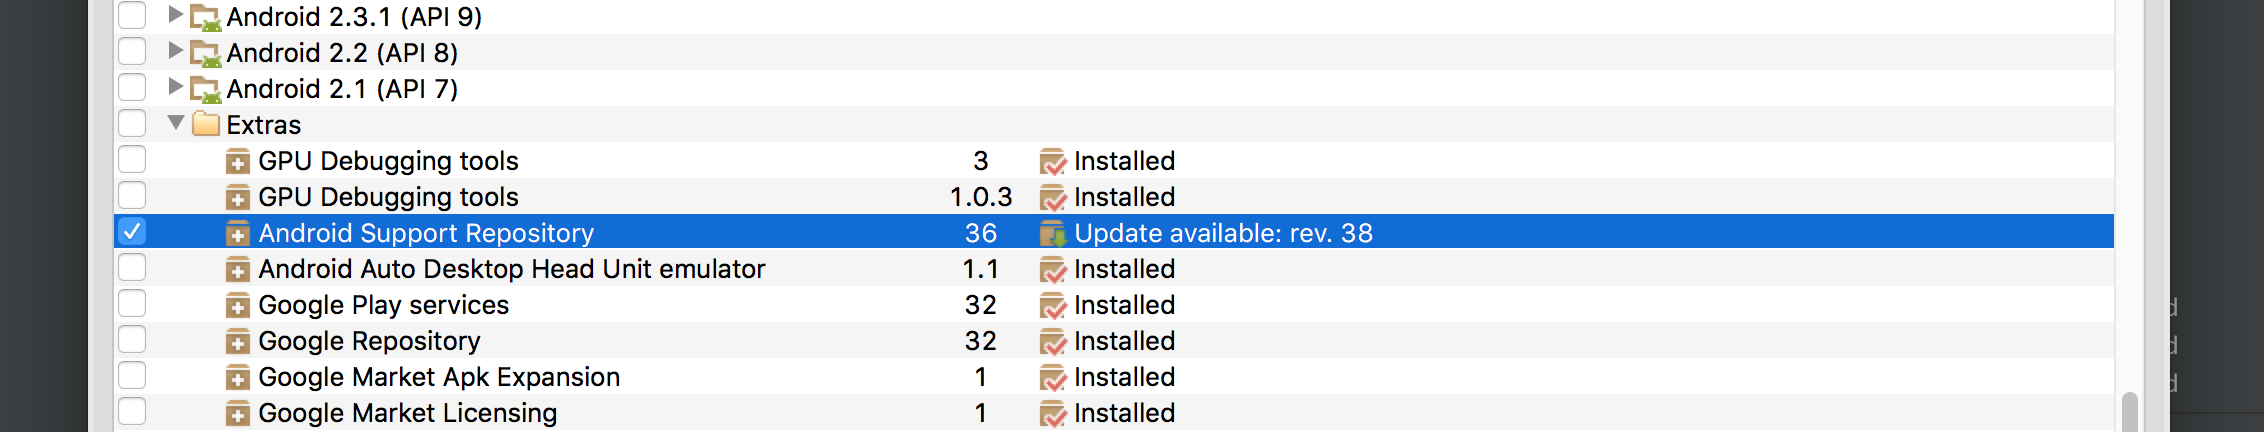 Android 2.3.1 (API 9)
Android 2.2 (API 8)
Android 2.1 (API 7)
Extras
GPU Debugging tools 3 Installed
GPU Debugging tools 1.0.3 Installed
Android Support Repository 36 Update available: rev. 38
Android Auto Desktop Head Unit emulator 1.1 Installed
Google Play services 32 Installed
Google Repository 32 Installed
Google Market Apk Expansion 1 Installed
Google Market Licensing 1 Installed